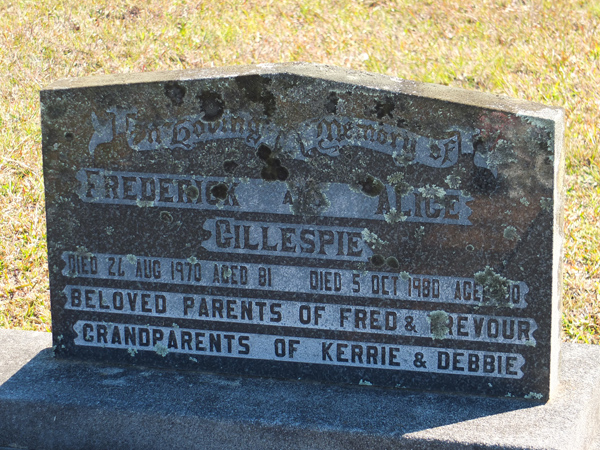 In Loving Memory of
FREDERICK AND ALICE
GILLESPIE
DIED AUG 1970 AGED 81 DIED 5 OCT 1980 AGED
BELOVED PARENTS OF FRED & TREVOUR
GRANDPARENTS OF KERRIE & DEBBIE